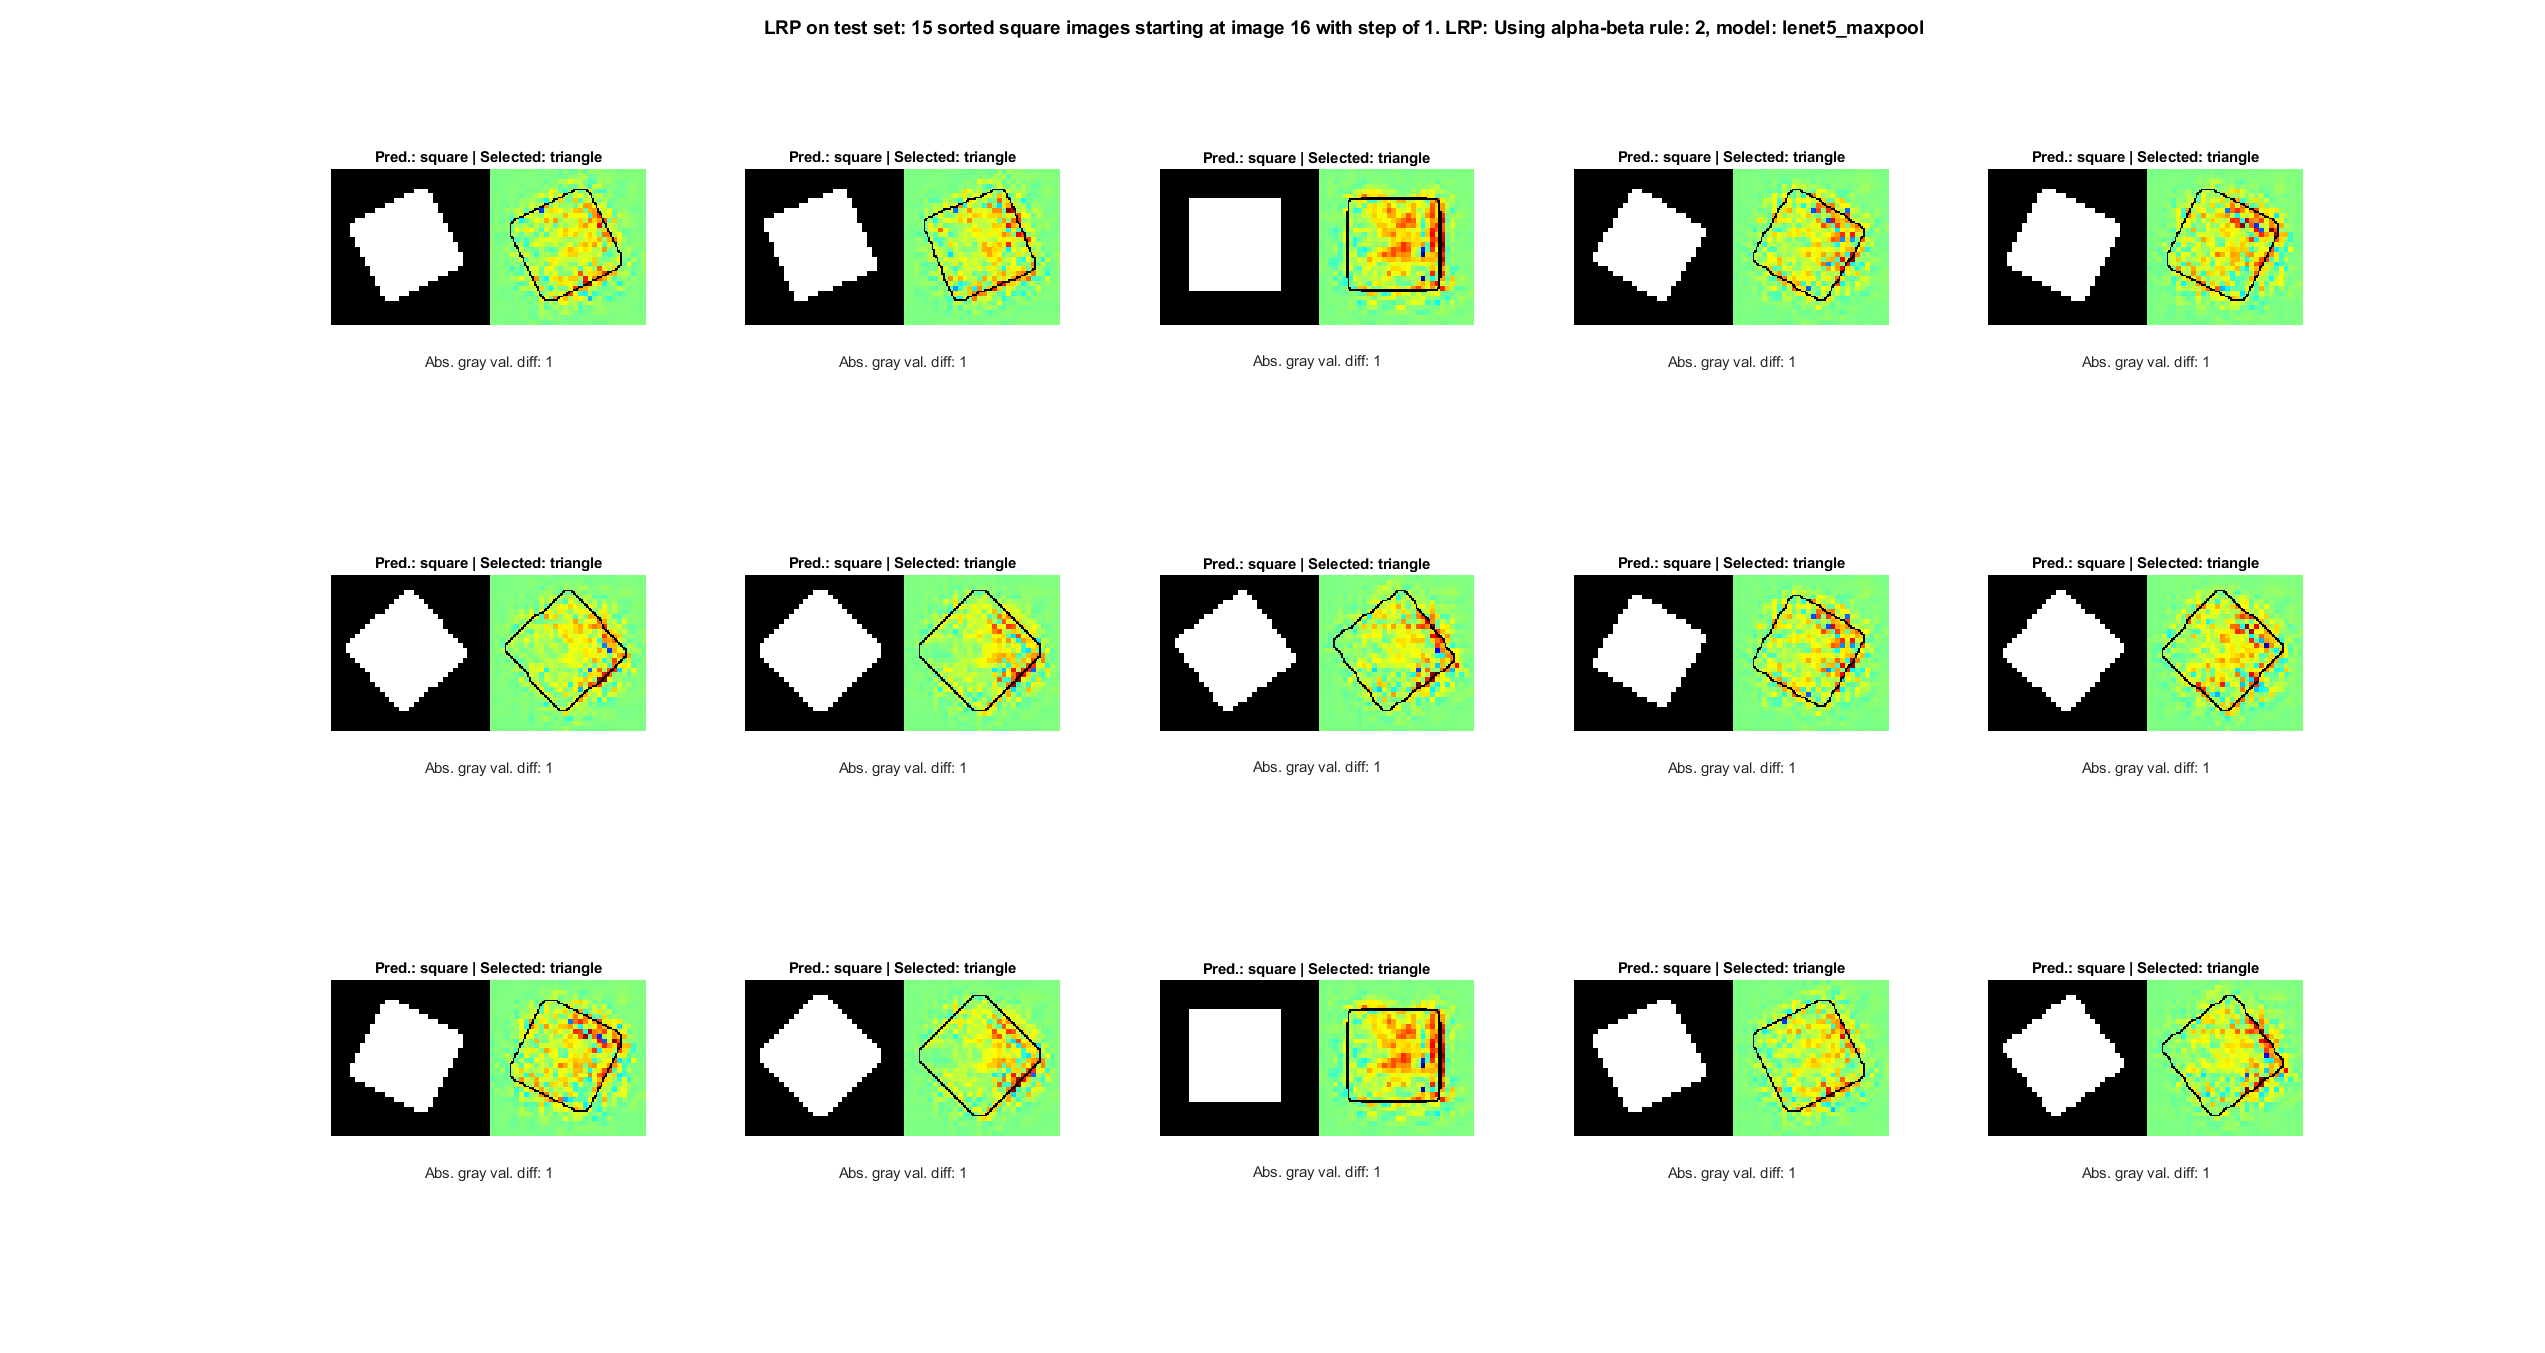 LRP on test set: 15 sorted square images starting at image 16 with step of 1. LRP: Using alpha-beta rule: 2, model: lenet5_maxpool
Pred.: square | Selected: triangle
Pred.: square | Selected: triangle
Pred.: square | Selected: triangle
Pred.: square | Selected: triangle
Pred.: square | Selected: triangle
Abs. gray val. diff: 1
Abs. gray val. diff: 1
Abs. gray val. diff: 1
Abs. gray val. diff: 1
Abs. gray val. diff: 1
Pred.: square | Selected: triangle
Pred.: square | Selected: triangle
Pred.: square | Selected: triangle
Pred.: square | Selected: triangle
Pred.: square | Selected: triangle
Abs. gray val. diff: 1
Abs. gray val. diff: 1
Abs. gray val. diff: 1
Abs. gray val. diff: 1
Abs. gray val. diff: 1
Pred.: square | Selected: triangle
Pred.: square | Selected: triangle
Pred.: square | Selected: triangle
Pred.: square | Selected: triangle
Pred.: square | Selected: triangle
Abs. gray val. diff: 1
Abs. gray val. diff: 1
Abs. gray val. diff: 1
Abs. gray val. diff: 1
Abs. gray val. diff: 1